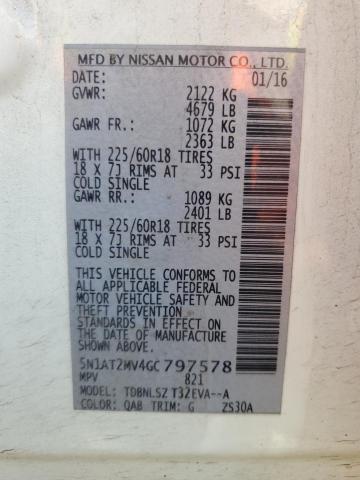 MFD BY NISSAN MOTOR CO., LTD.
DATE: 01/16
GVWR: 2122 KG
4679 LB
GAWR FR.: 1072 KG
2363 LB
WITH 225/60R18 TIRES
18 X 7J RIMS AT 33 PSI
COLD SINGLE
GAWR RR.: 1089 KG
2401 LB
WITH 225/60R18 TIRES
18 X 7J RIMS AT 33 PSI
COLD SINGLE
THIS VEHICLE CONFORMS TO
ALL APPLICABLE FEDERAL
MOTOR VEHICLE SAFETY AND
THEFT PREVENTION
STANDARDS IN EFFECT ON THE
DATE OF MANUFACTURE
SHOWN ABOVE.
5N1AT2MV4GC797578
MPV 821
MODEL: TDBNLSZ T32EVA--A
COLOR: QAB TRIM: G ZS30A